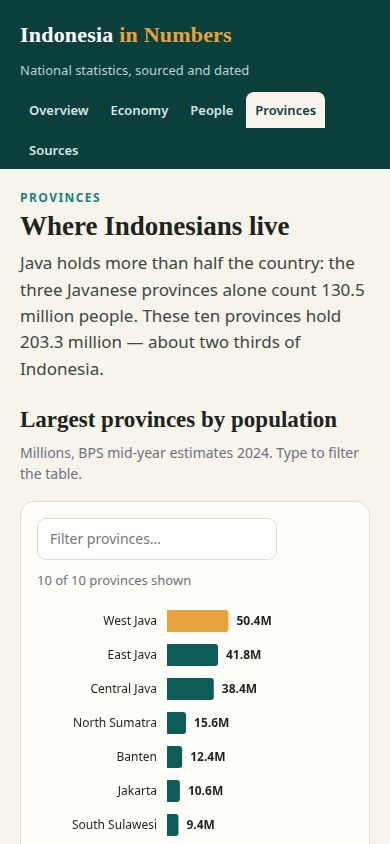 Indonesia in Numbers
National statistics, sourced and dated
Overview Economy People Provinces
Sources
PROVINCES
Where Indonesians live
Java holds more than half the country: the
three Javanese provinces alone count 130.5
million people. These ten provinces hold
203.3 million — about two thirds of
Indonesia.
Largest provinces by population
Millions, BPS mid-year estimates 2024. Type to filter
the table.
Filter provinces...
10 of 10 provinces shown
West Java 50.4M
East Java 41.8M
Central Java 38.4M
North Sumatra 15.6M
Banten 12.4M
Jakarta 10.6M
South Sulawesi 9.4M